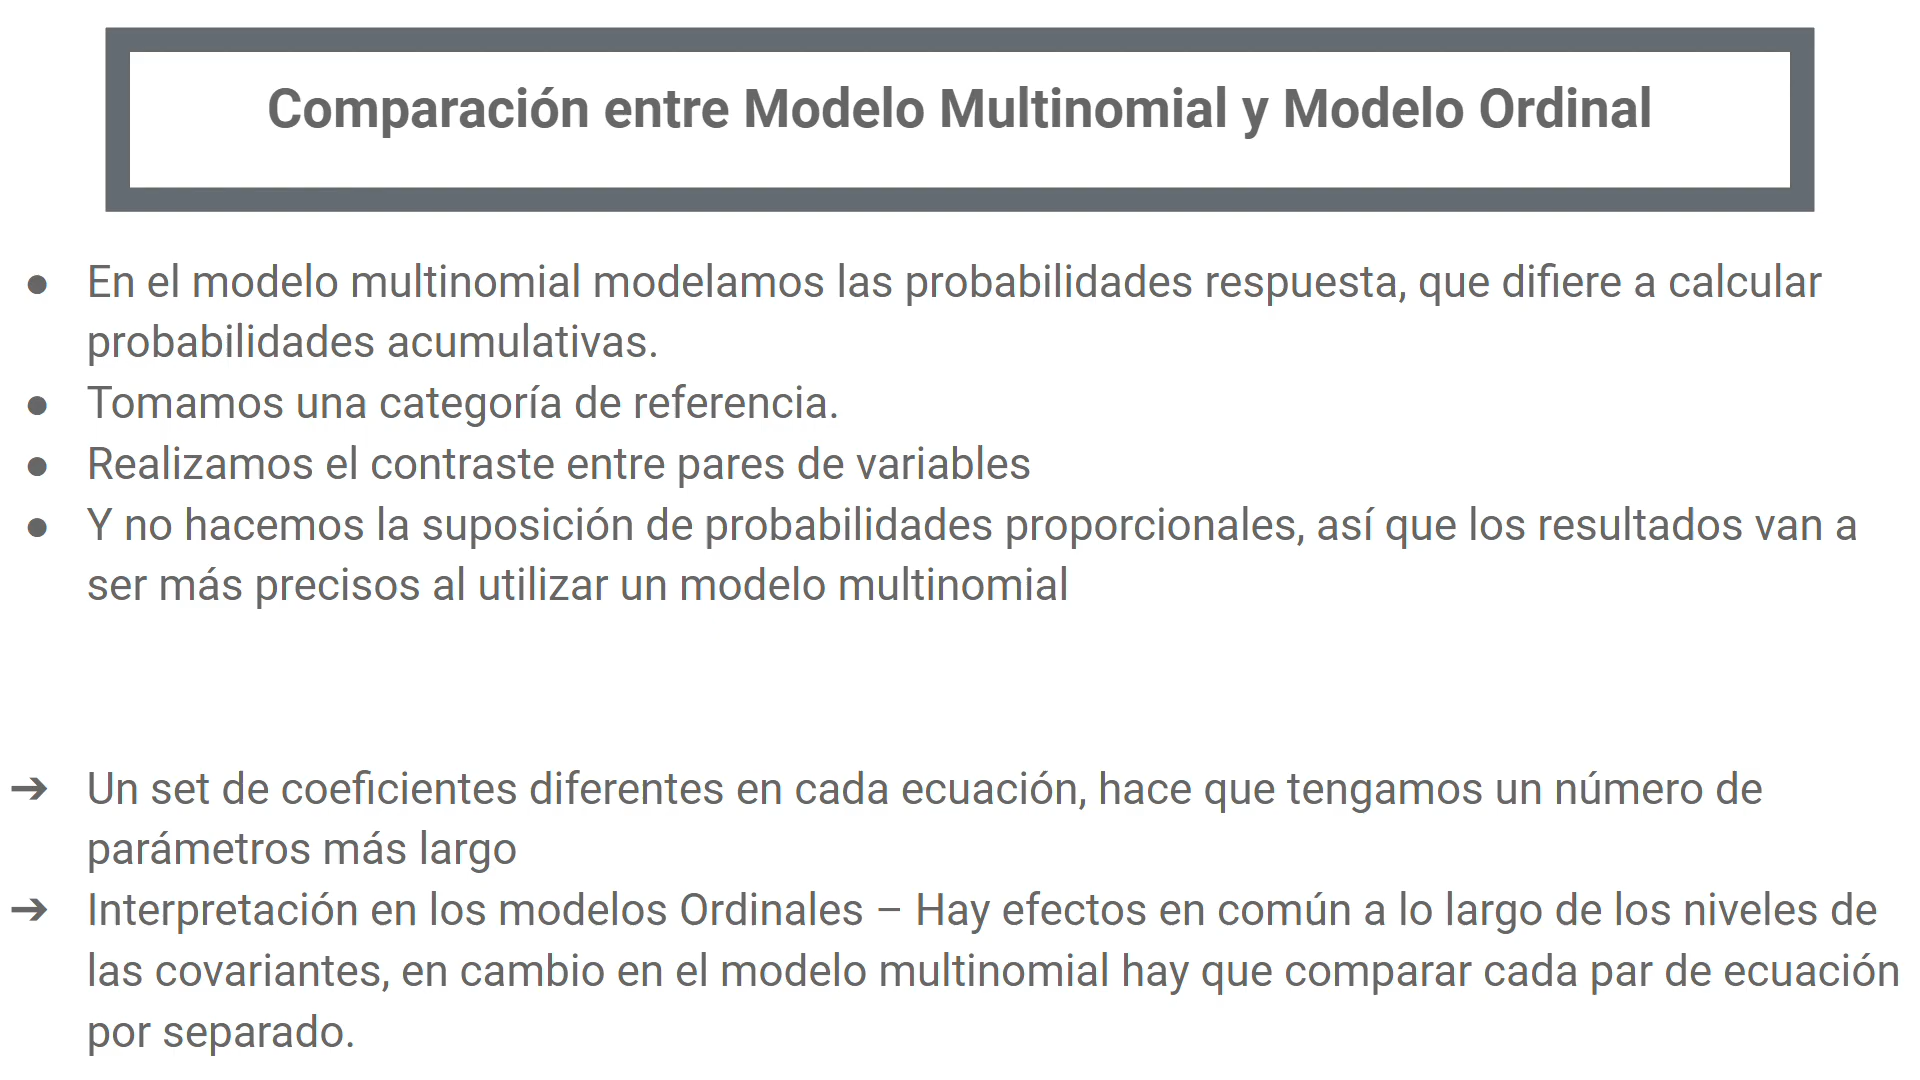 Comparación entre Modelo Multinomial y Modelo Ordinal
● En el modelo multinomial modelamos las probabilidades respuesta, que difiere a calcular
probabilidades acumulativas.
● Tomamos una categoría de referencia.
● Realizamos el contraste entre pares de variables
● Y no hacemos la suposición de probabilidades proporcionales, así que los resultados van a
ser más precisos al utilizar un modelo multinomial
➔ Un set de coeficientes diferentes en cada ecuación, hace que tengamos un número de
parámetros más largo
➔ Interpretación en los modelos Ordinales – Hay efectos en común a lo largo de los niveles de
las covariantes, en cambio en el modelo multinomial hay que comparar cada par de ecuación
por separado.